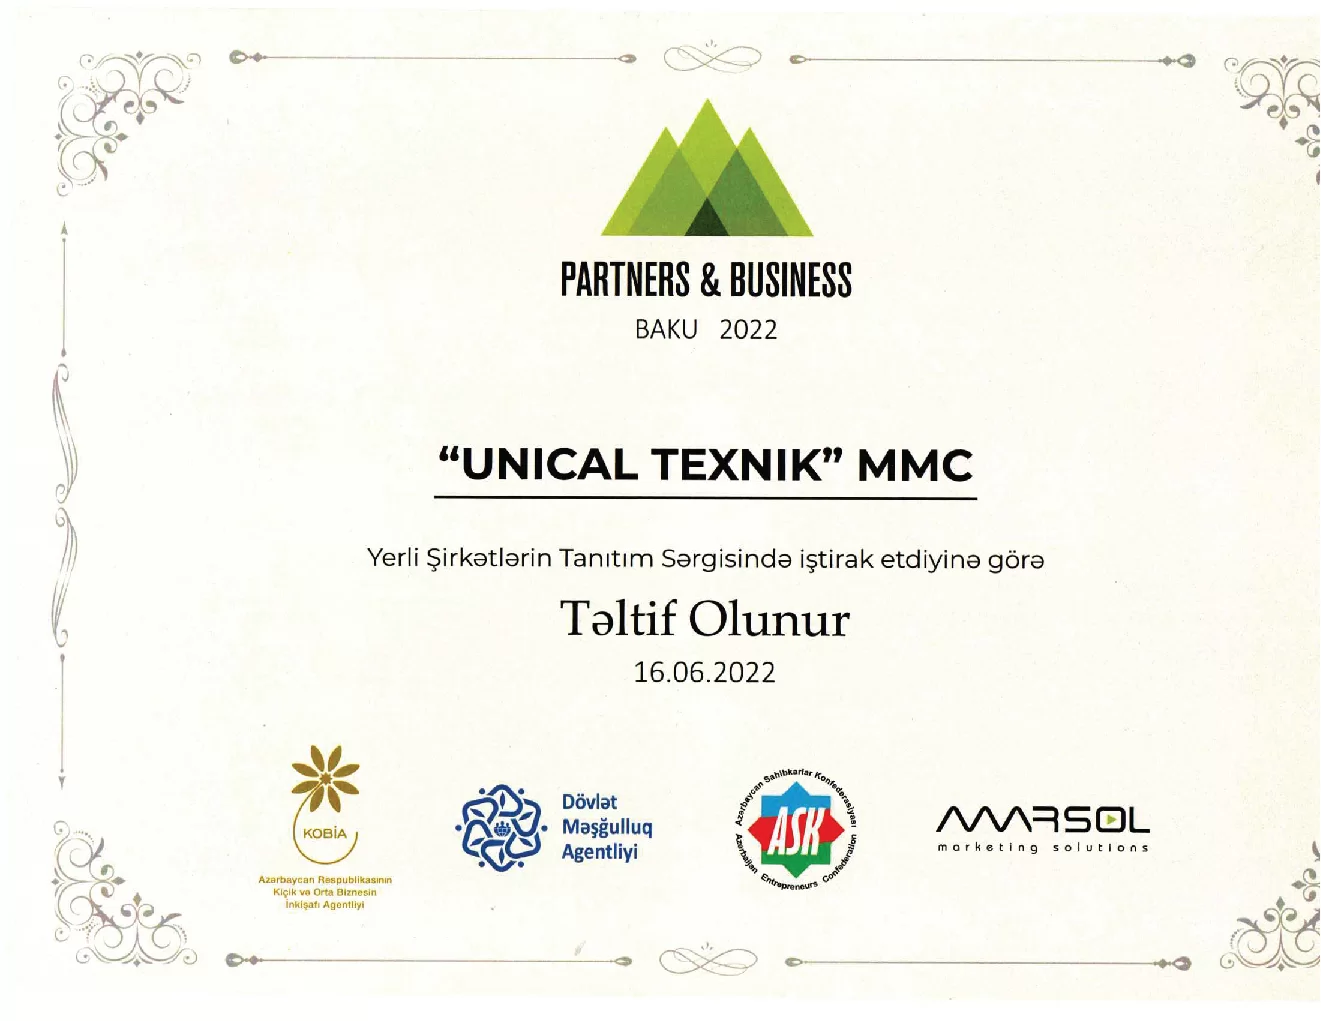 PARTNERS & BUSINESS
BAKU 2022
“UNICAL TEXNIK” MMC
Yerli Şirkətlərin Tanıtım Sərgisində iştirak etdiyinə görə
Təltif Olunur
16.06.2022
KOBİA
Azərbaycan Respublikasının
Kiçik və Orta Biznesin
İnkişafı Agentliyi
Dövlət
Məşğulluq
Agentliyi
Azərbaycan Sahibkarlar Konfederasiyası
ASK
Azerbaijan Entrepreneurs Confederation
MARSOL
marketing solutions